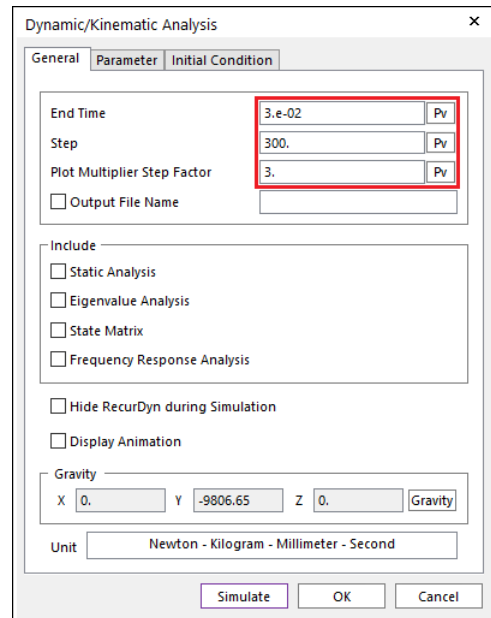 Dynamic/Kinematic Analysis ×
General Parameter Initial Condition
End Time 3.e-02 Pv
Step 300. Pv
Plot Multiplier Step Factor 3. Pv
Output File Name
Include
Static Analysis
Eigenvalue Analysis
State Matrix
Frequency Response Analysis
Hide RecurDyn during Simulation
Display Animation
Gravity
X 0. Y -9806.65 Z 0. Gravity
Unit Newton - Kilogram - Millimeter - Second
Simulate OK Cancel